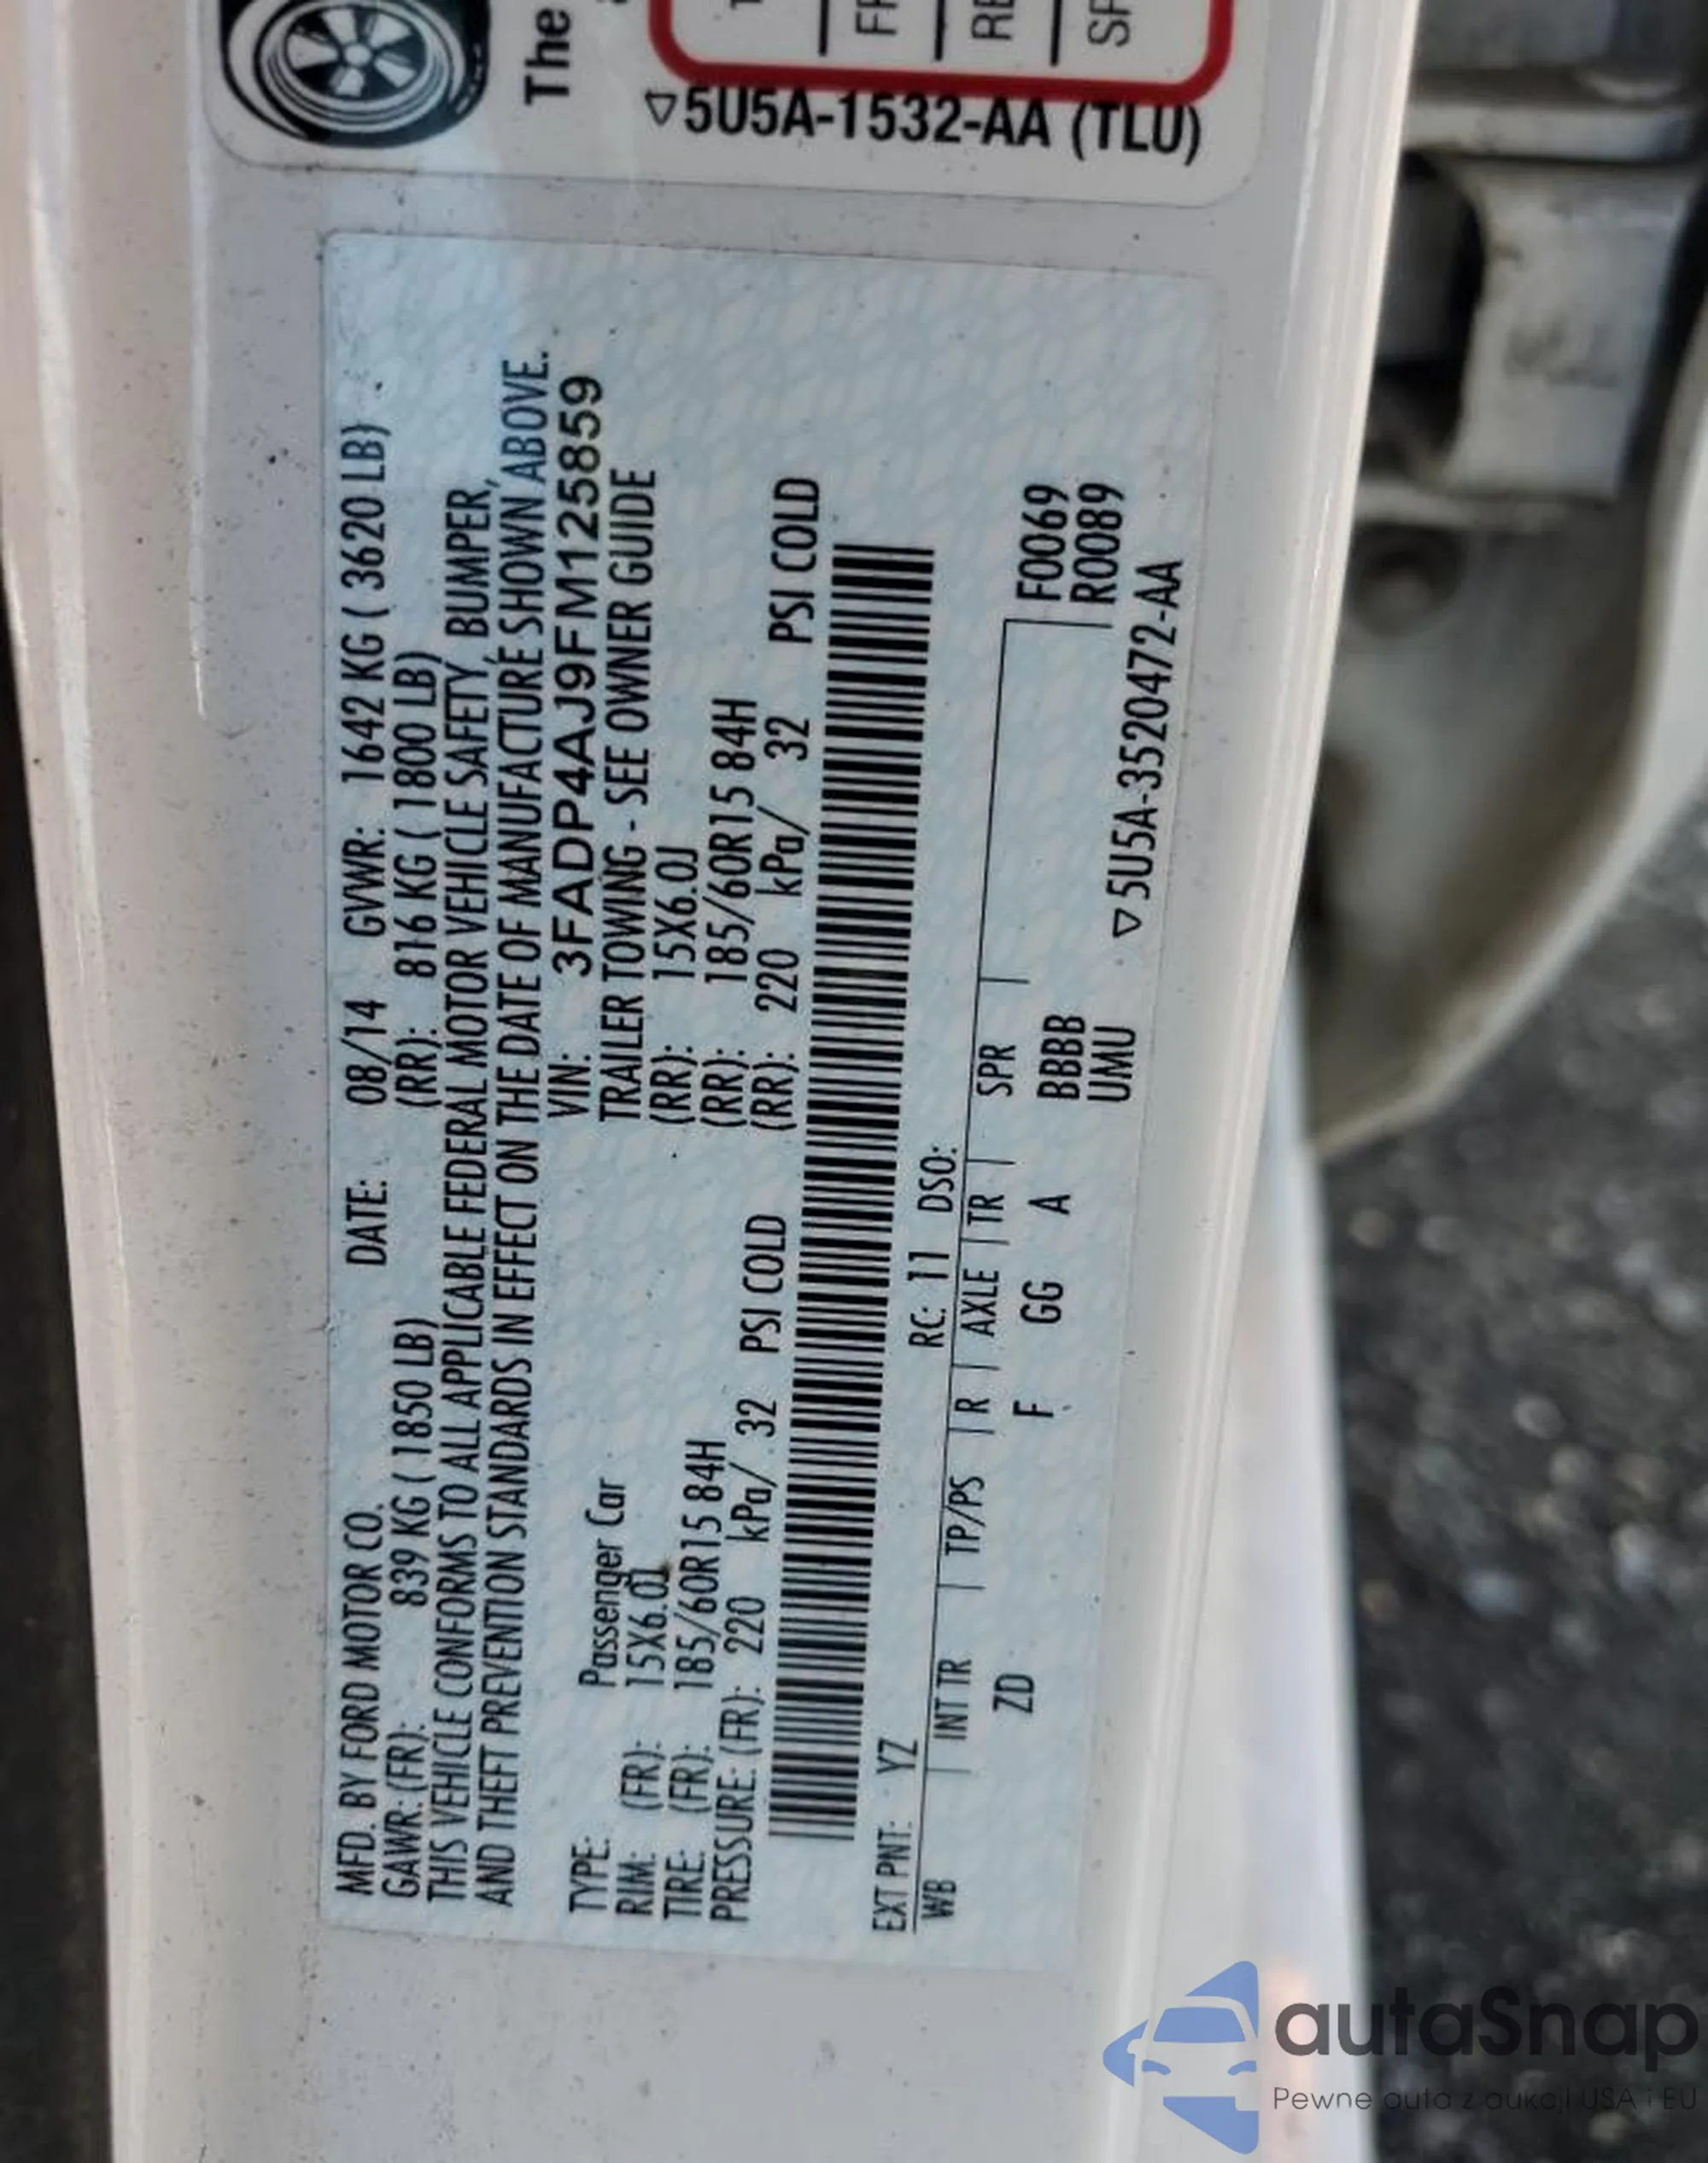 The
FR
RE
SP
▽5U5A-1532-AA (TLU)
MFD. BY FORD MOTOR CO. DATE: 08/14 GVWR: 1642 KG ( 3620 LB)
GAWR: (FR): 839 KG ( 1850 LB) (RR): 816 KG ( 1800 LB)
THIS VEHICLE CONFORMS TO ALL APPLICABLE FEDERAL MOTOR VEHICLE SAFETY, BUMPER,
AND THEFT PREVENTION STANDARDS IN EFFECT ON THE DATE OF MANUFACTURE SHOWN ABOVE.
VIN: 3FADP4AJ9FM125859
TYPE: Passenger Car TRAILER TOWING - SEE OWNER GUIDE
RIM: (FR): 15X6.0J (RR): 15X6.0J
TIRE: (FR): 185/60R15 84H (RR): 185/60R15 84H
PRESSURE: (FR): 220 kPa/ 32 PSI COLD (RR): 220 kPa/ 32 PSI COLD
EXT PNT: YZ RC: 11 DSO:
WB | INT TR | TP/PS | R | AXLE | TR | SPR | F0069
ZD F GG A BBBB R0089
UMU ▽5U5A-3520472-AA
autaSnap
Pewne auta z aukcji USA i EU